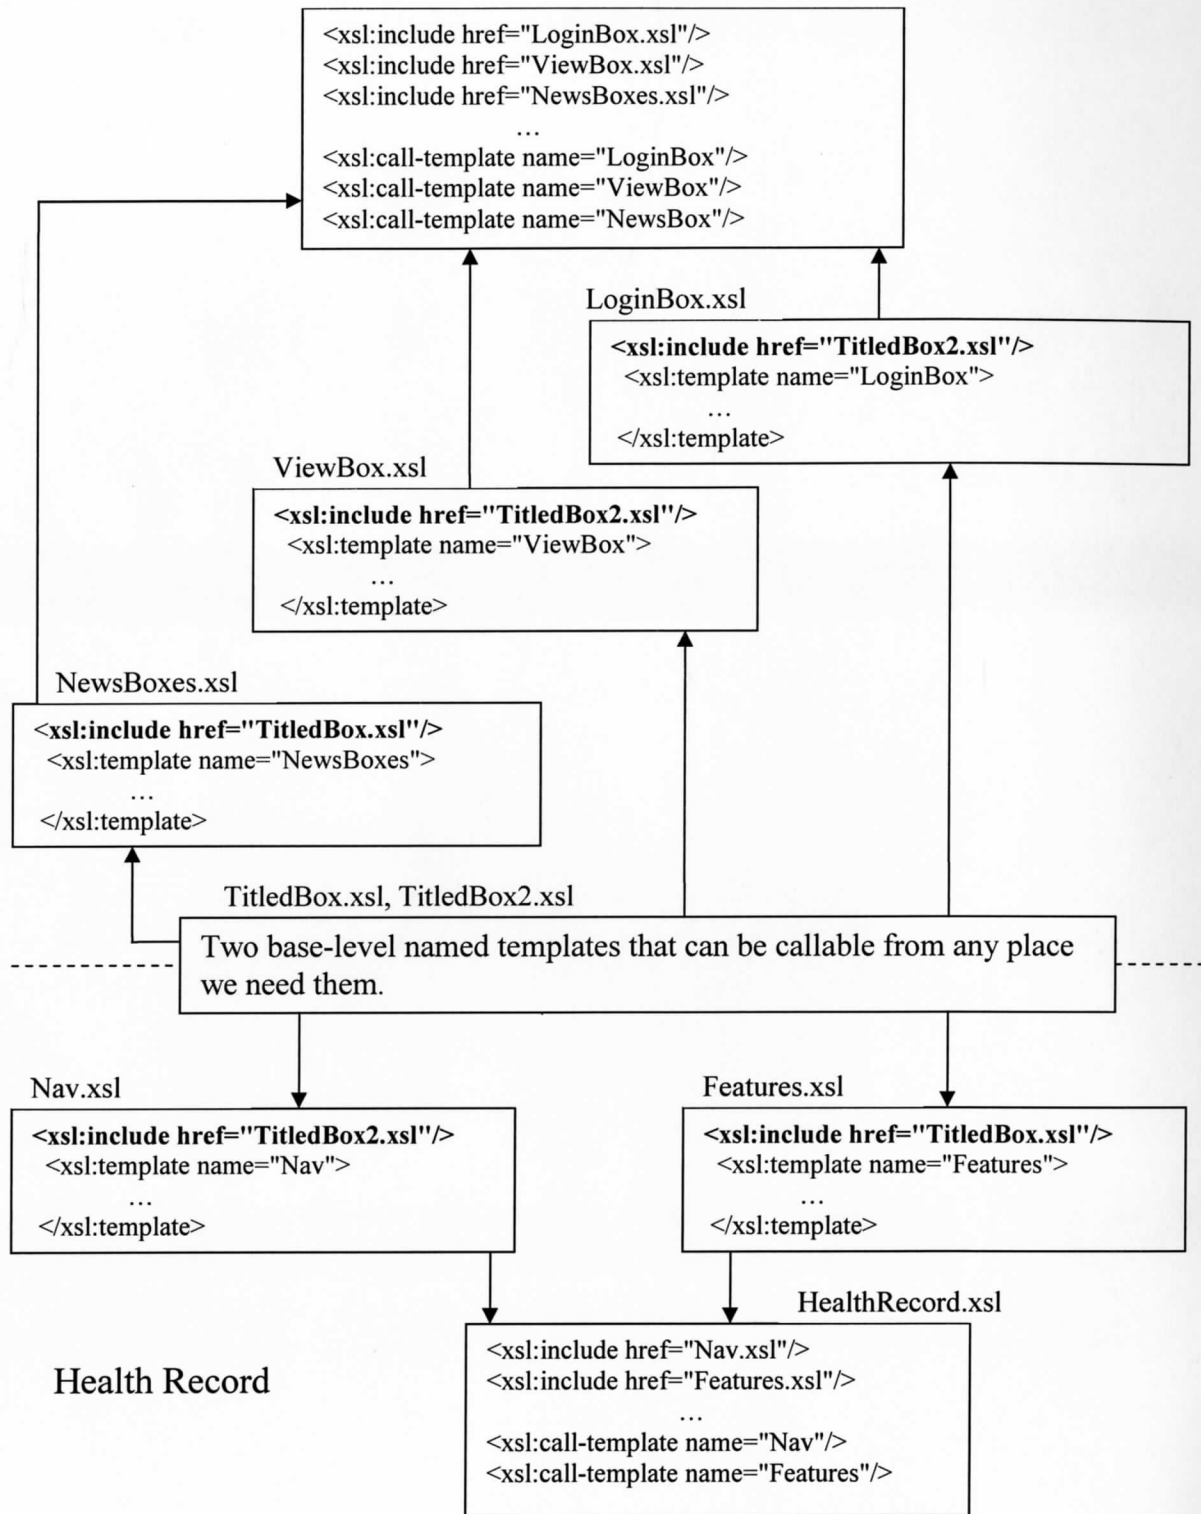 <xsl:include href="LoginBox.xsl"/>
<xsl:include href="ViewBox.xsl"/>
<xsl:include href="NewsBoxes.xsl"/>
…
<xsl:call-template name="LoginBox"/>
<xsl:call-template name="ViewBox"/>
<xsl:call-template name="NewsBox"/>
LoginBox.xsl
<xsl:include href="TitledBox2.xsl"/>
<xsl:template name="LoginBox">
…
</xsl:template>
ViewBox.xsl
<xsl:include href="TitledBox2.xsl"/>
<xsl:template name="ViewBox">
…
</xsl:template>
NewsBoxes.xsl
<xsl:include href="TitledBox.xsl"/>
<xsl:template name="NewsBoxes">
…
</xsl:template>
TitledBox.xsl, TitledBox2.xsl
Two base-level named templates that can be callable from any place
we need them.
Nav.xsl
<xsl:include href="TitledBox2.xsl"/>
<xsl:template name="Nav">
…
</xsl:template>
Features.xsl
<xsl:include href="TitledBox.xsl"/>
<xsl:template name="Features">
…
</xsl:template>
HealthRecord.xsl
<xsl:include href="Nav.xsl"/>
<xsl:include href="Features.xsl"/>
…
<xsl:call-template name="Nav"/>
<xsl:call-template name="Features"/>
Health Record